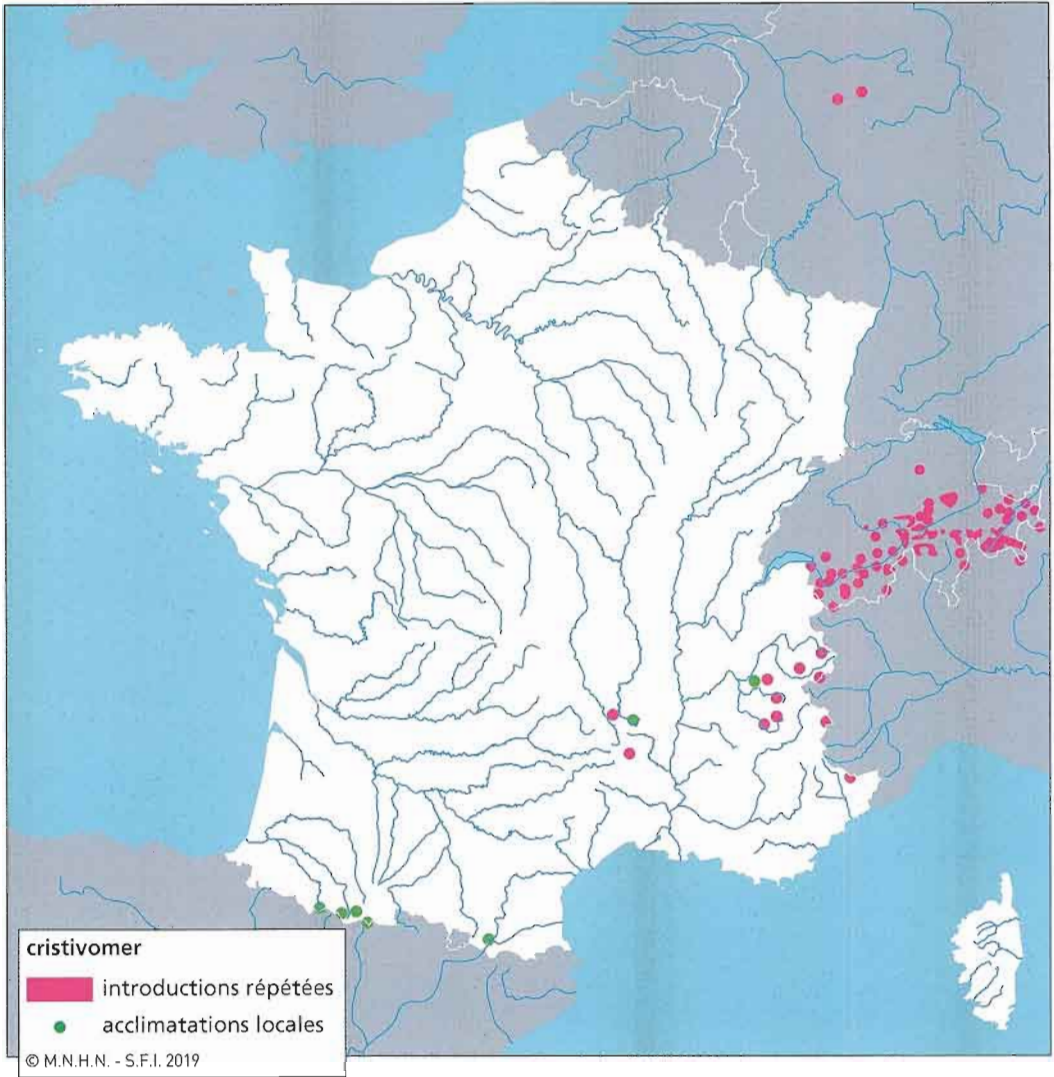 cristivomer
introductions répétées
acclimatations locales
© M.N.H.N. - S.F.I. 2019